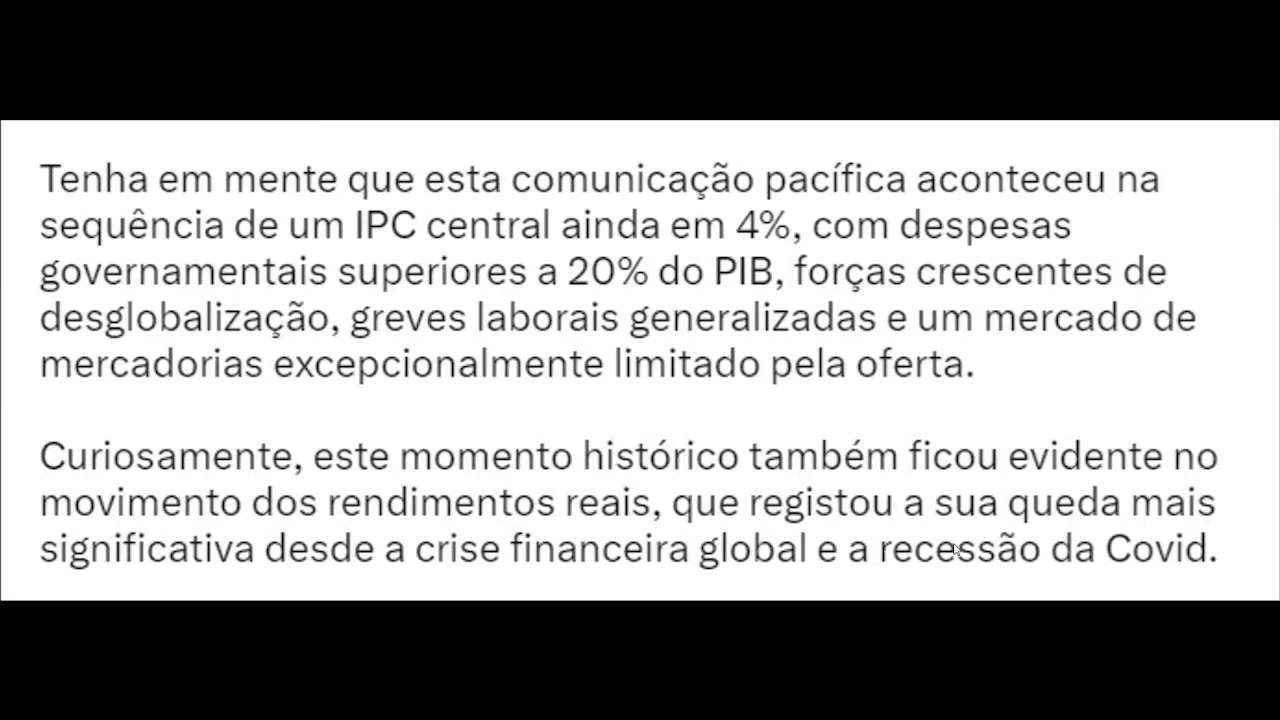 Tenha em mente que esta comunicação pacífica aconteceu na
sequência de um IPC central ainda em 4%, com despesas
governamentais superiores a 20% do PIB, forças crescentes de
desglobalização, greves laborais generalizadas e um mercado de
mercadorias excepcionalmente limitado pela oferta.
Curiosamente, este momento histórico também ficou evidente no
movimento dos rendimentos reais, que registou a sua queda mais
significativa desde a crise financeira global e a recessão da Covid.